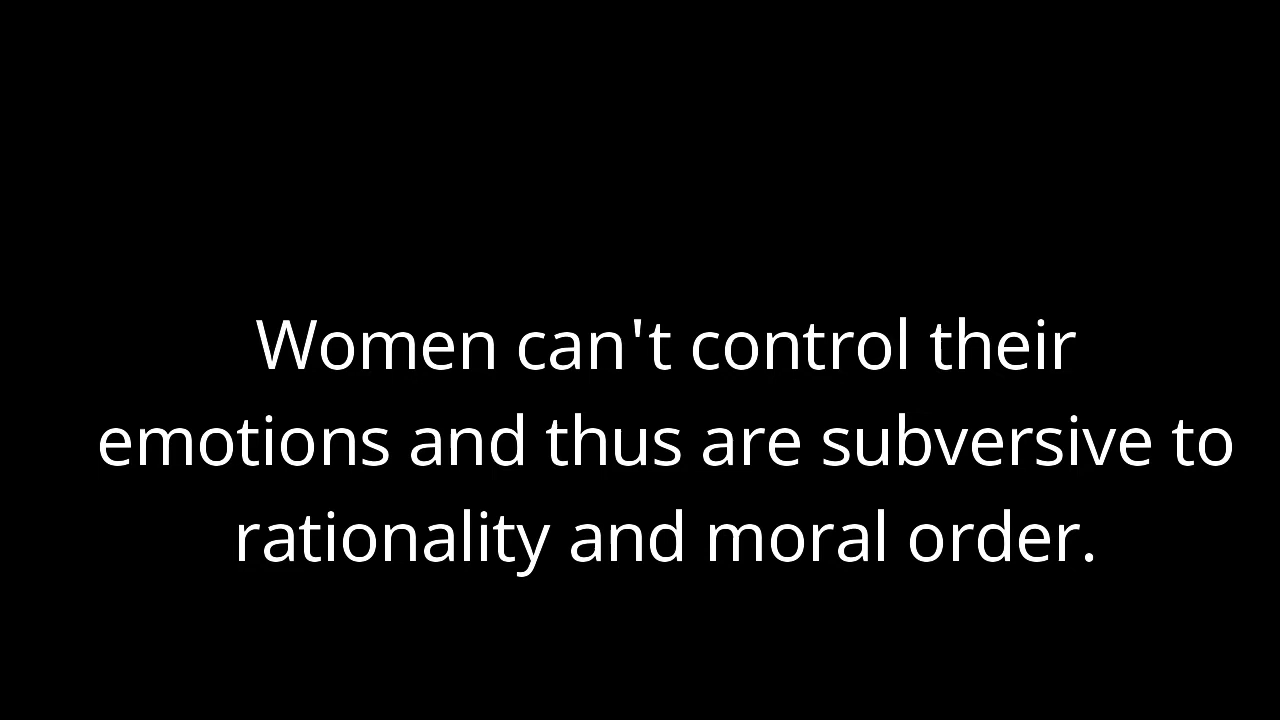 Women can't control their
emotions and thus are subversive to
rationality and moral order.